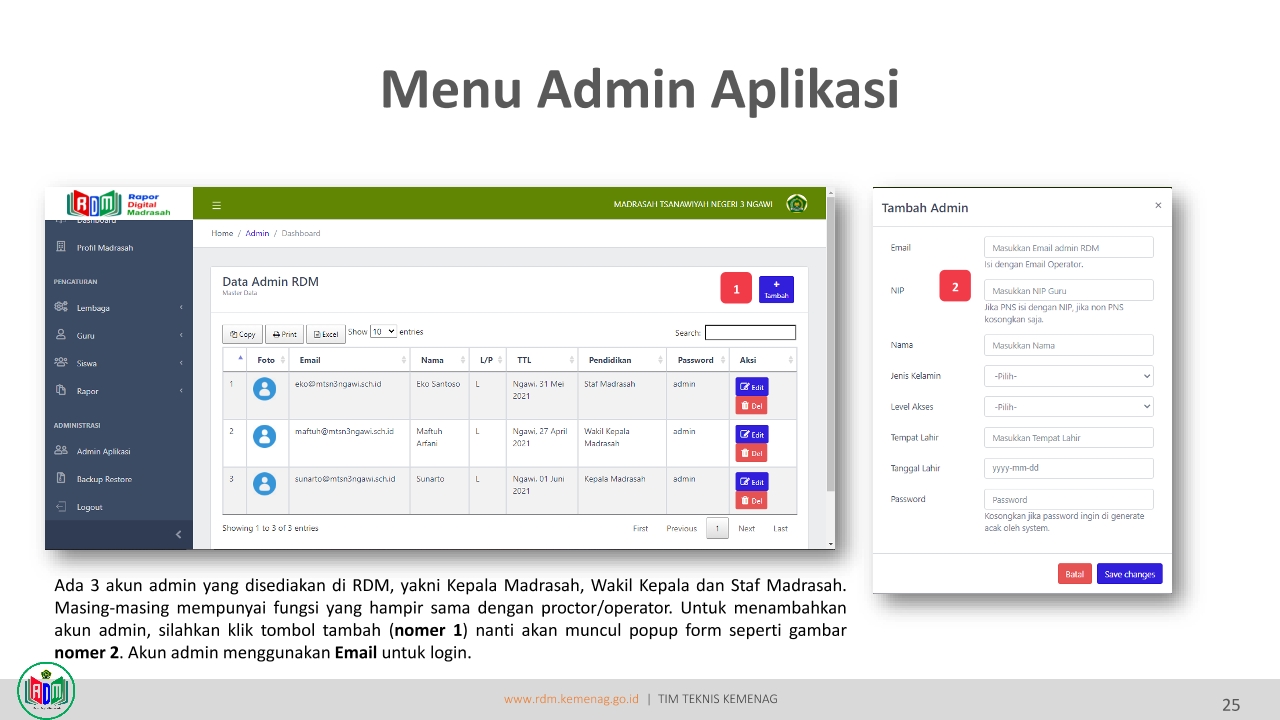 Menu Admin Aplikasi
RDM Rapor Digital Madrasah
MADRASAH TSANAWIYAH NEGERI 3 NGAWI
Dashboard
Profil Madrasah
PENGATURAN
Lembaga
Guru
Siswa
Rapor
ADMINISTRASI
Admin Aplikasi
Backup Restore
Logout
Home / Admin / Dashboard
Data Admin RDM
Master Data
1
+ Tambah
Copy Print Excel Show 10 entries Search:
Foto Email Nama L/P TTL Pendidikan Password Aksi
1 eko@mtsn3ngawi.sch.id Eko Santoso L Ngawi, 31 Mei 2021 Staf Madrasah admin Edit Del
2 maftuh@mtsn3ngawi.sch.id Maftuh Arfani L Ngawi, 27 April 2021 Wakil Kepala Madrasah admin Edit Del
3 sunarto@mtsn3ngawi.sch.id Sunarto L Ngawi, 01 Juni 2021 Kepala Madrasah admin Edit Del
Showing 1 to 3 of 3 entries First Previous 1 Next Last
Tambah Admin ×
Email Masukkan Email admin RDM
Isi dengan Email Operator.
2
NIP Masukkan NIP Guru
Jika PNS isi dengan NIP, jika non PNS
kosongkan saja.
Nama Masukkan Nama
Jenis Kelamin -Pilih-
Level Akses -Pilih-
Tempat Lahir Masukkan Tempat Lahir
Tanggal Lahir yyyy-mm-dd
Password Password
Kosongkan jika password ingin di generate
acak oleh system.
Batal Save changes
Ada 3 akun admin yang disediakan di RDM, yaitu Kepala Madrasah, Wakil Kepala dan Staf Madrasah.
Masing-masing mempunyai fungsi yang hampir sama dengan proctor/operator. Untuk menambahkan
akun admin, silahkan klik tombol tambah (nomer 1) nanti akan muncul popup form seperti gambar
nomer 2. Akun admin menggunakan Email untuk login.
RDM
www.rdm.kemenag.go.id | TIM TEKNIS KEMENAG
25